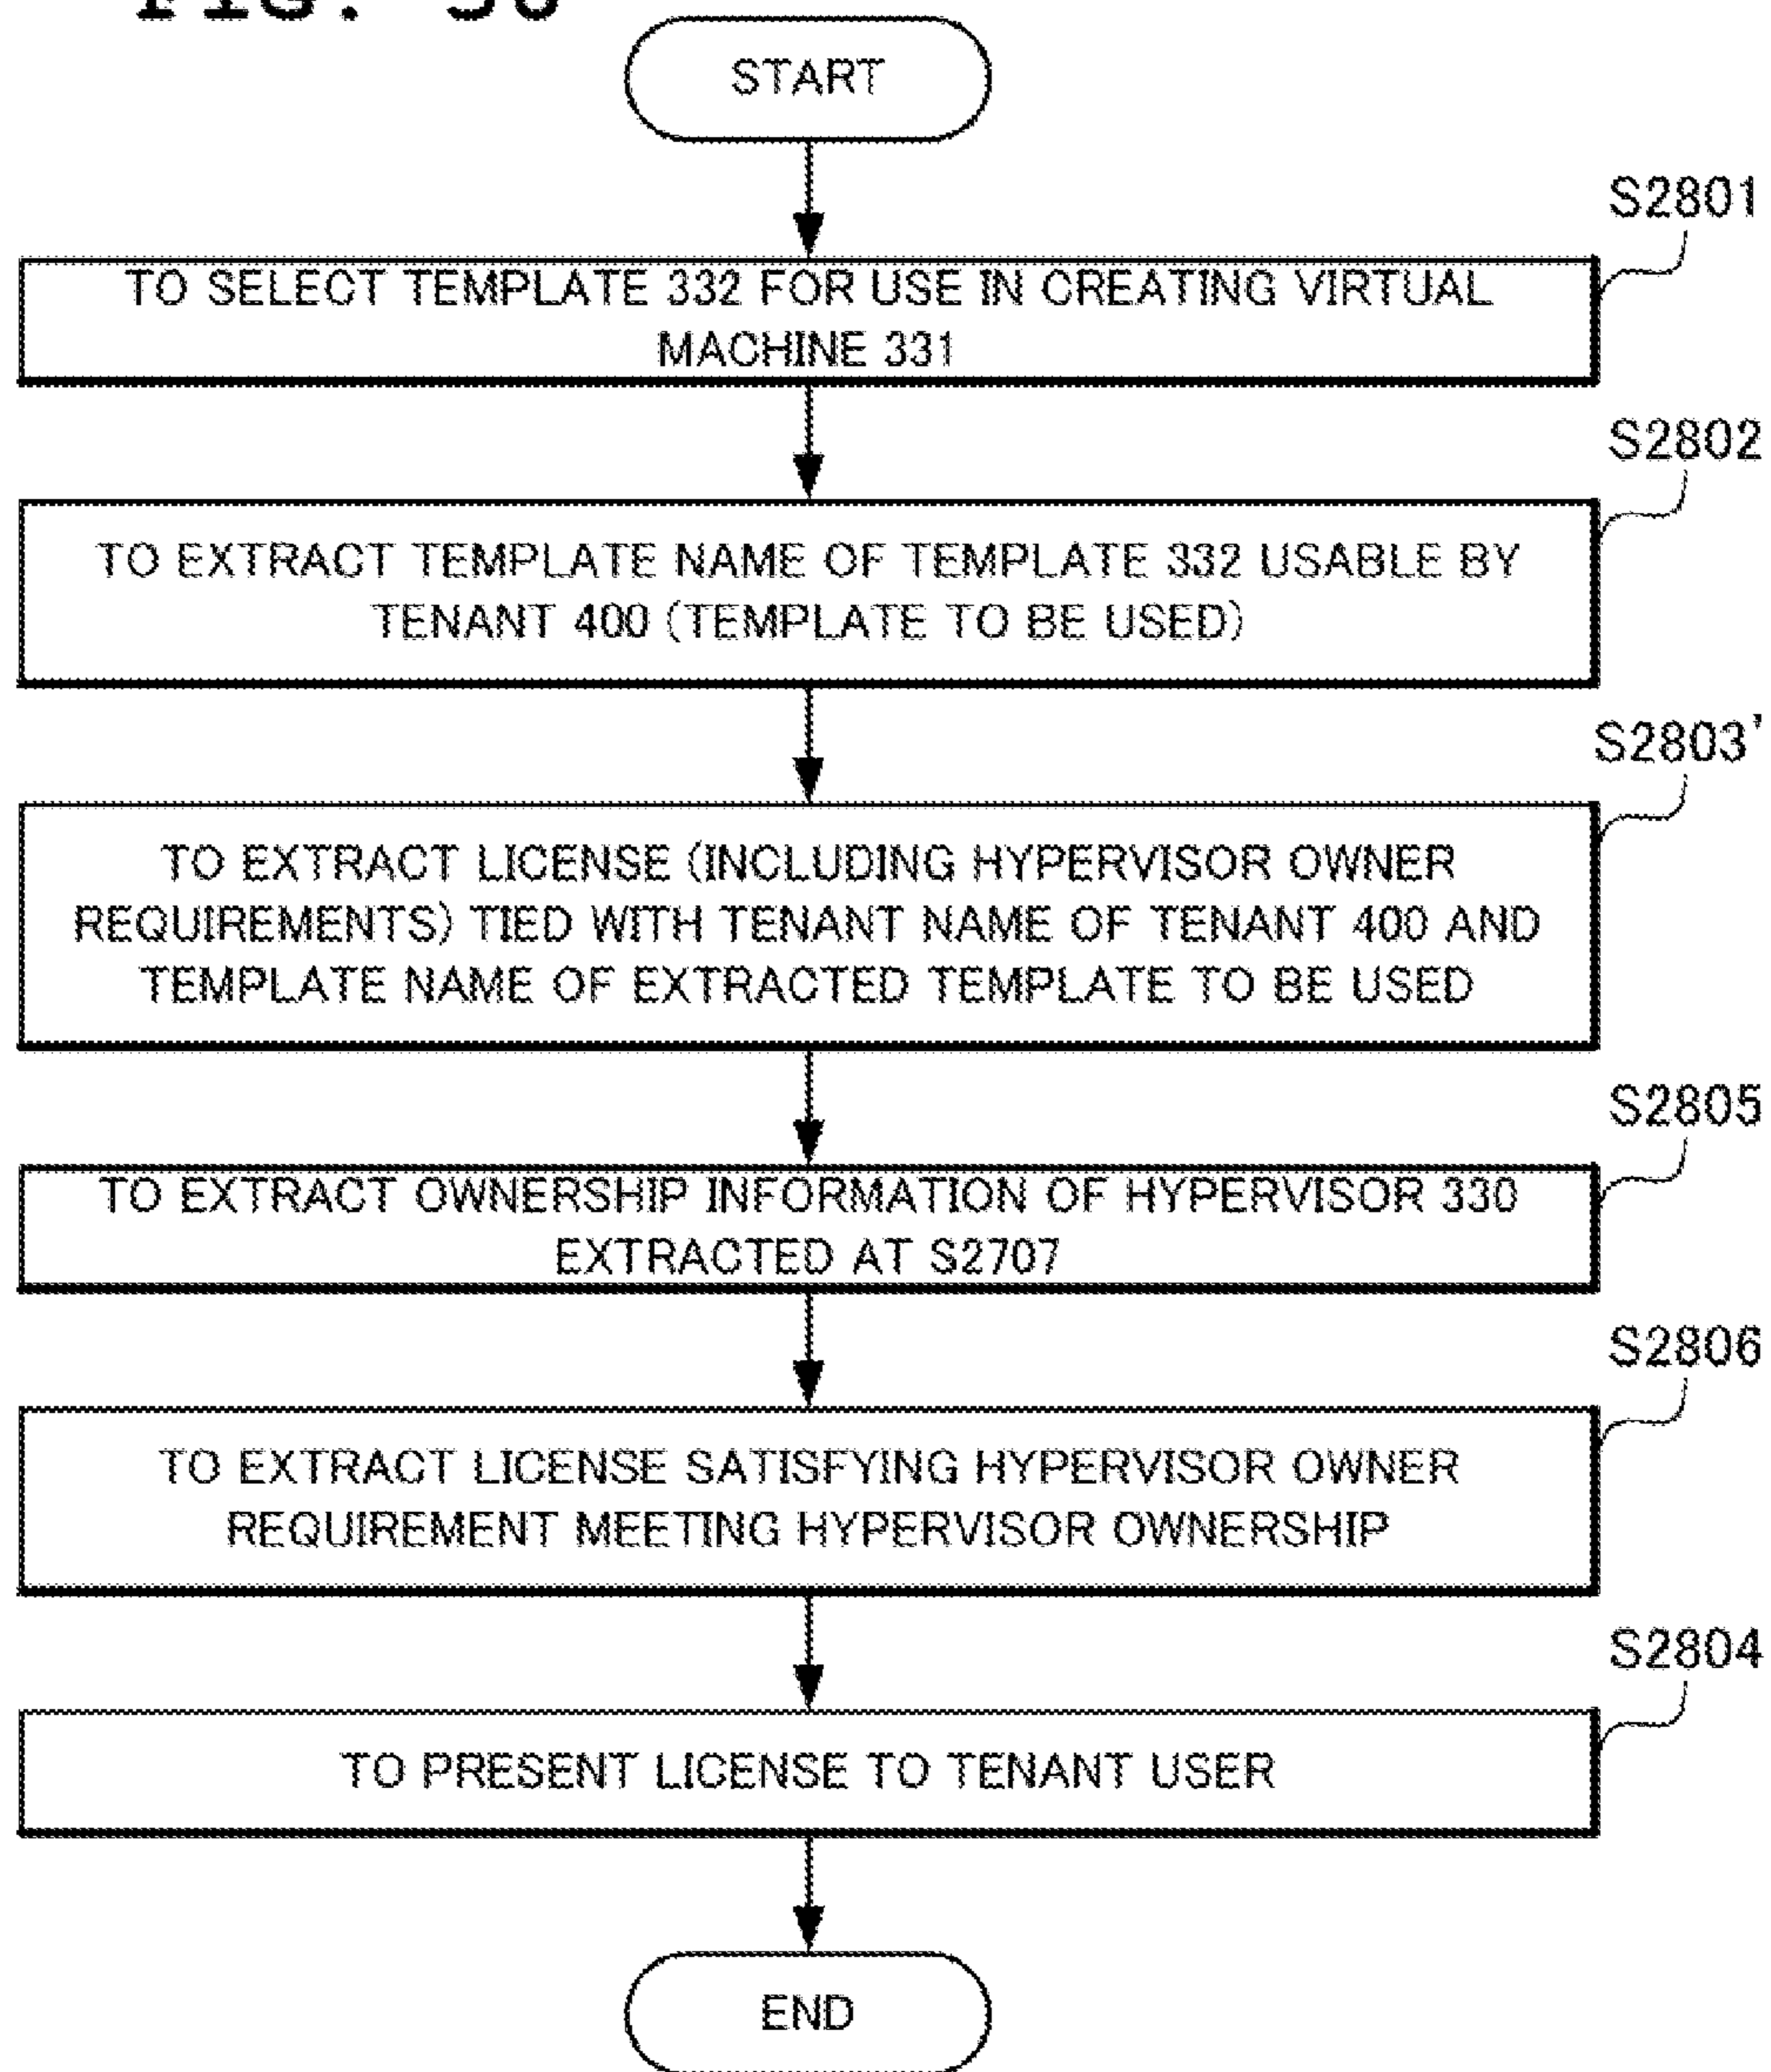 START
S2801
TO SELECT TEMPLATE 332 FOR USE IN CREATING VIRTUAL
MACHINE 331
S2802
TO EXTRACT TEMPLATE NAME OF TEMPLATE 332 USABLE BY
TENANT 400 (TEMPLATE TO BE USED)
S2803'
TO EXTRACT LICENSE (INCLUDING HYPERVISOR OWNER
REQUIREMENTS) TIED WITH TENANT NAME OF TENANT 400 AND
TEMPLATE NAME OF EXTRACTED TEMPLATE TO BE USED
S2805
TO EXTRACT OWNERSHIP INFORMATION OF HYPERVISOR 330
EXTRACTED AT S2707
S2806
TO EXTRACT LICENSE SATISFYING HYPERVISOR OWNER
REQUIREMENT MEETING HYPERVISOR OWNERSHIP
S2804
TO PRESENT LICENSE TO TENANT USER
END